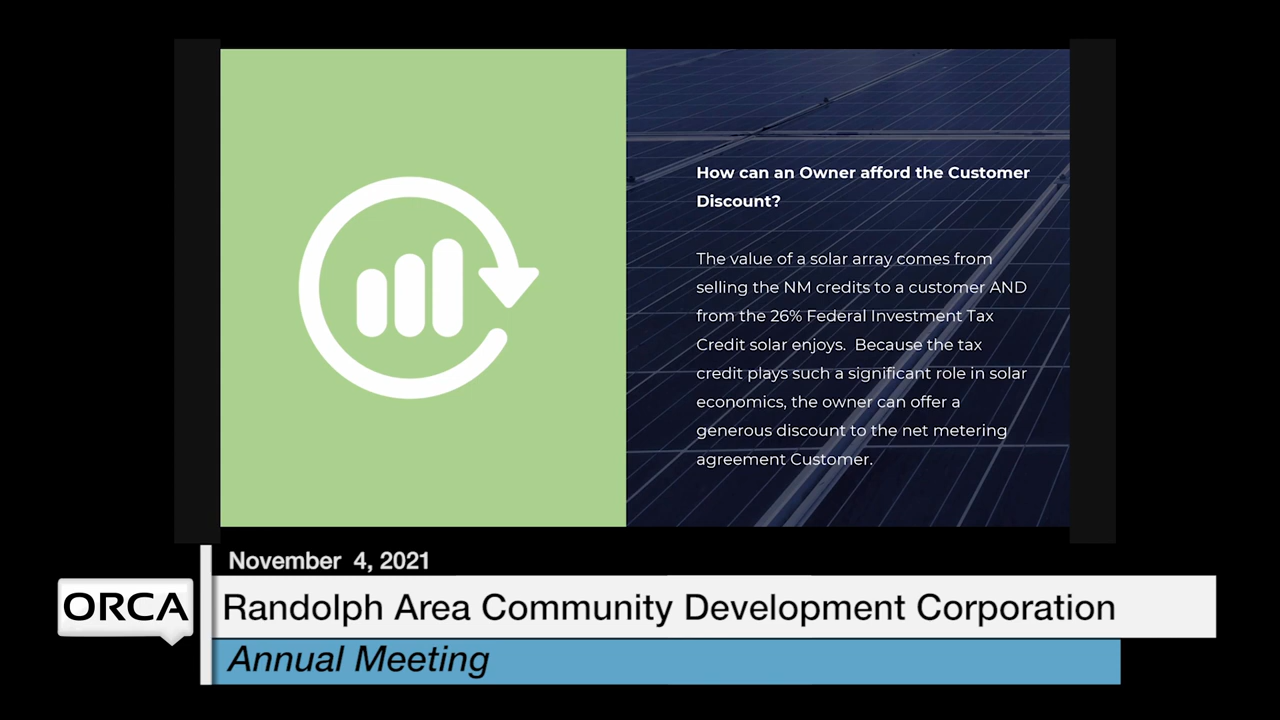 How can an Owner afford the Customer
Discount?
The value of a solar array comes from
selling the NM credits to a customer AND
from the 26% Federal Investment Tax
Credit solar enjoys.  Because the tax
credit plays such a significant role in solar
economics, the owner can offer a
generous discount to the net metering
agreement Customer.
November 4, 2021
ORCA
Randolph Area Community Development Corporation
Annual Meeting